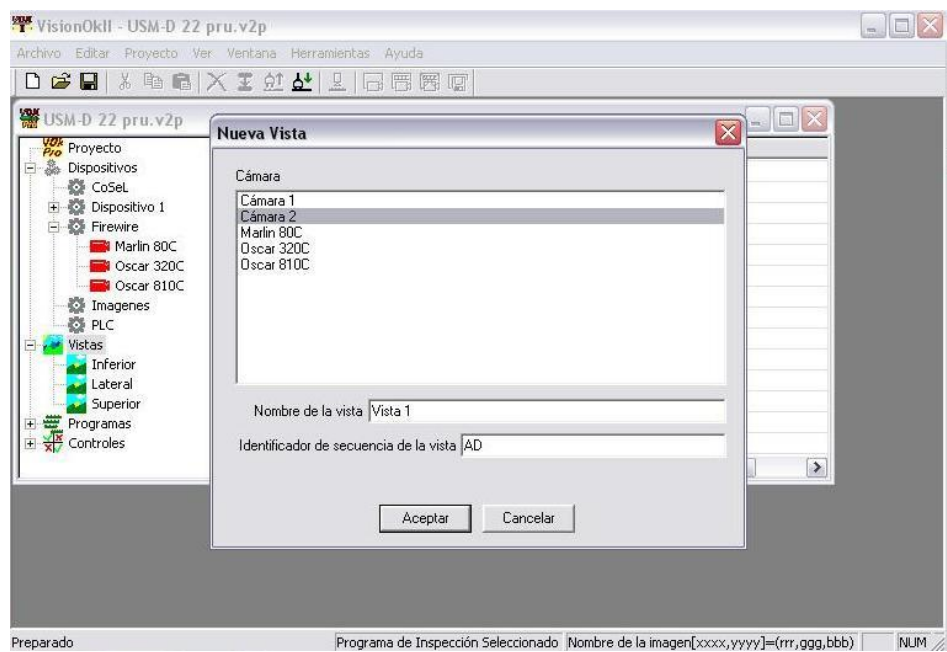 VisionOkII - USM-D 22 pru.v2p
Archivo Editar Proyecto Ver Ventana Herramientas Ayuda
USM-D 22 pru.v2p
Proyecto
Dispositivos
CoSeL
Dispositivo 1
Firewire
Marlin 80C
Oscar 320C
Oscar 810C
Imagenes
PLC
Vistas
Inferior
Lateral
Superior
Programas
Controles
Nueva Vista
Cámara
Cámara 1
Cámara 2
Marlin 80C
Oscar 320C
Oscar 810C
Nombre de la vista Vista 1
Identificador de secuencia de la vista AD
Aceptar Cancelar
Preparado Programa de Inspección Seleccionado Nombre de la imagen[xxxx,yyyy]=(rrr,ggg,bbb) NUM